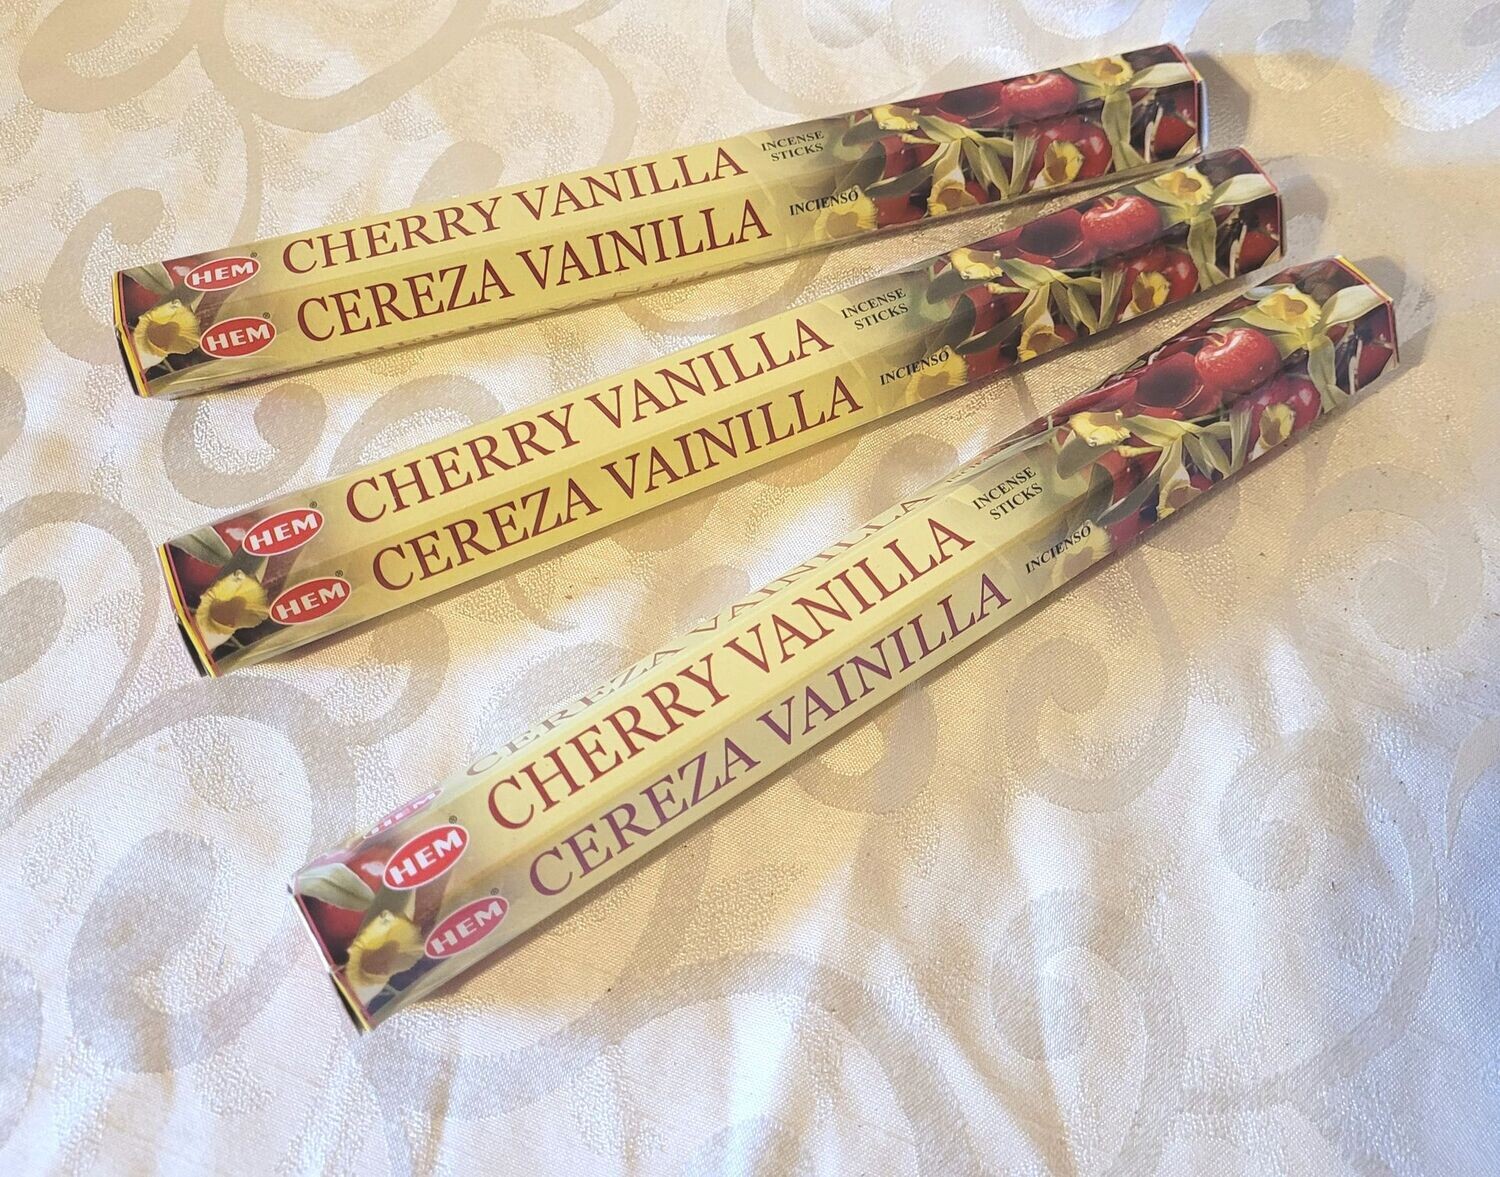 HEM
CHERRY VANILLA
INCENSE
STICKS
HEM
CEREZA VAINILLA
INCIENSO
HEM
CHERRY VANILLA
INCENSE
STICKS
HEM
CEREZA VAINILLA
INCIENSO
HEM
CEREZA VAINILLA
HEM
CHERRY VANILLA
INCENSE
STICKS
HEM
CEREZA VAINILLA
INCIENSO